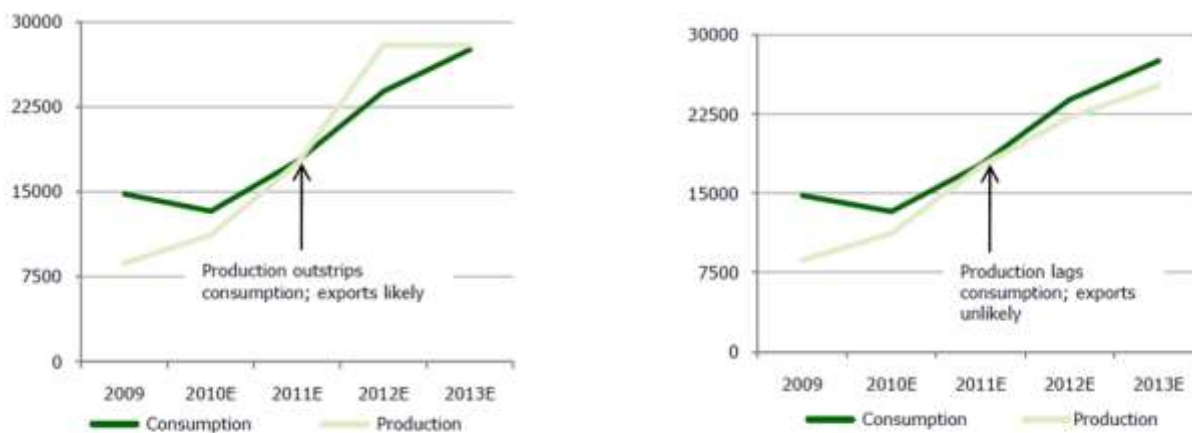 30000
22500
15000
7500
0
Production outstrips
consumption; exports likely
2009 2010E 2011E 2012E 2013E
Consumption Production
30000
22500
15000
7500
0
Production lags
consumption; exports
unlikely
2009 2010E 2011E 2012E 2013E
Consumption Production